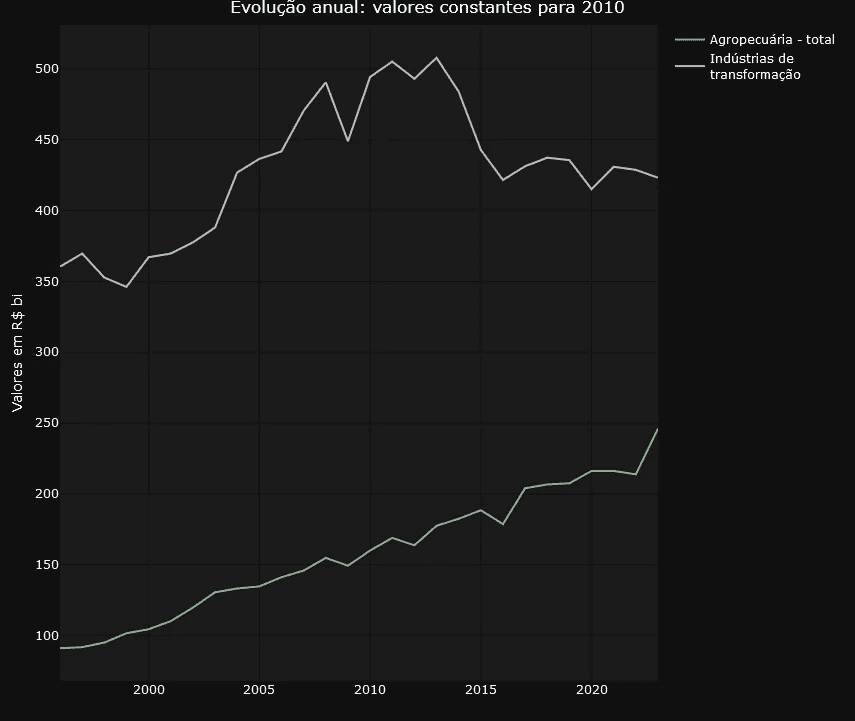 Evolução anual: valores constantes para 2010
Agropecuária - total
Indústrias de
transformação
Valores em R$ bi
500
450
400
350
300
250
200
150
100
2000
2005
2010
2015
2020